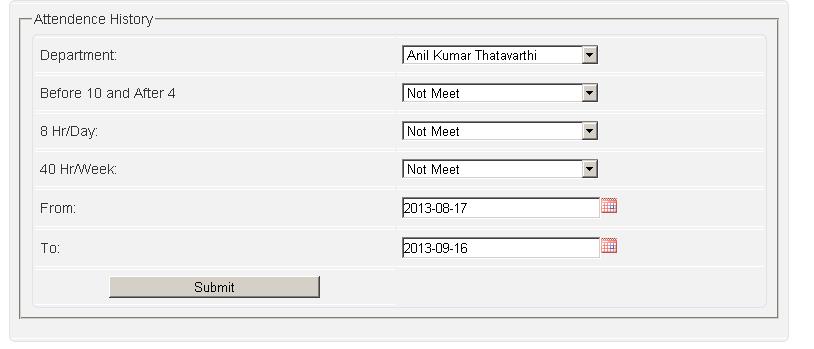 Attendence History
Department: Anil Kumar Thatavarthi
Before 10 and After 4 Not Meet
8 Hr/Day: Not Meet
40 Hr/Week: Not Meet
From: 2013-08-17
To: 2013-09-16
Submit